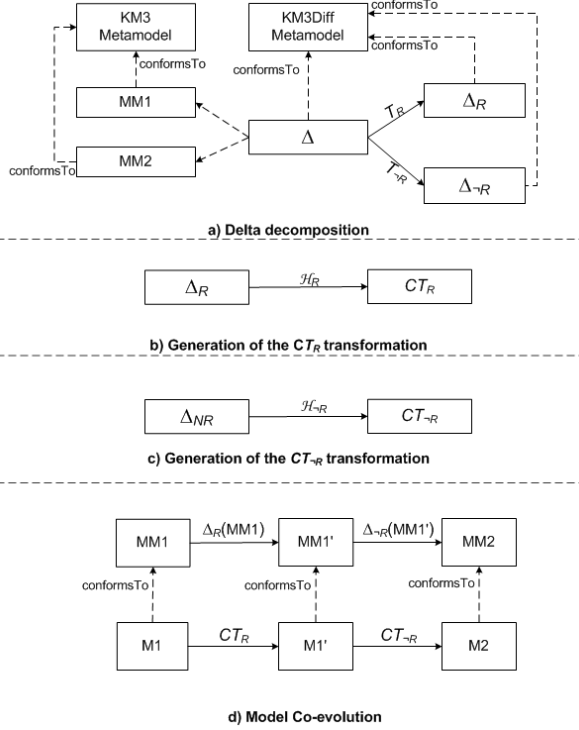 KM3
Metamodel
KM3Diff
Metamodel
conformsTo
conformsTo
conformsTo
conformsTo
MM1
Δ
T_R
Δ_R
MM2
conformsTo
T_¬R
Δ_¬R
a) Delta decomposition
Δ_R
ℋ_R
CT_R
b) Generation of the CT_R transformation
Δ_NR
ℋ_¬R
CT_¬R
c) Generation of the CT_¬R transformation
MM1
Δ_R(MM1)
MM1'
Δ_¬R(MM1')
MM2
conformsTo
conformsTo
conformsTo
M1
CT_R
M1'
CT_¬R
M2
d) Model Co-evolution